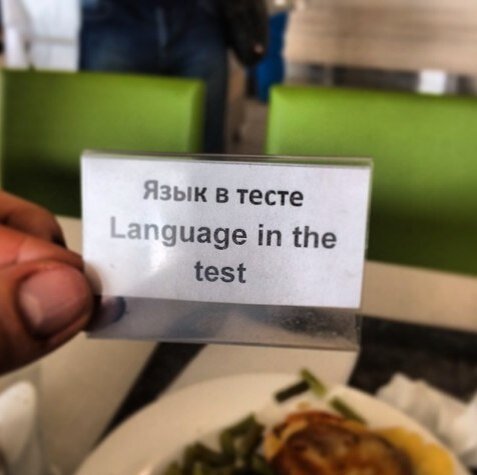 Язык в тесте
Language in the
test